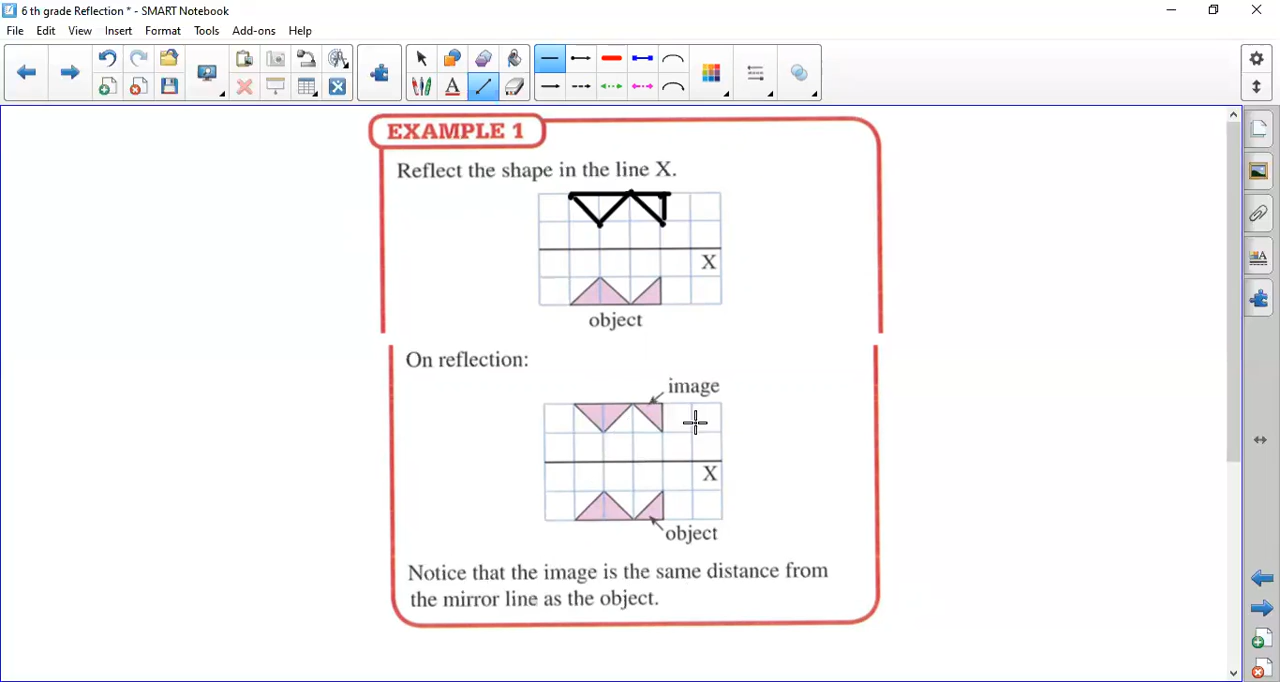 6 th grade Reflection * - SMART Notebook
File Edit View Insert Format Tools Add-ons Help
EXAMPLE 1
Reflect the shape in the line X.
X
object
On reflection:
image
X
object
Notice that the image is the same distance from
the mirror line as the object.